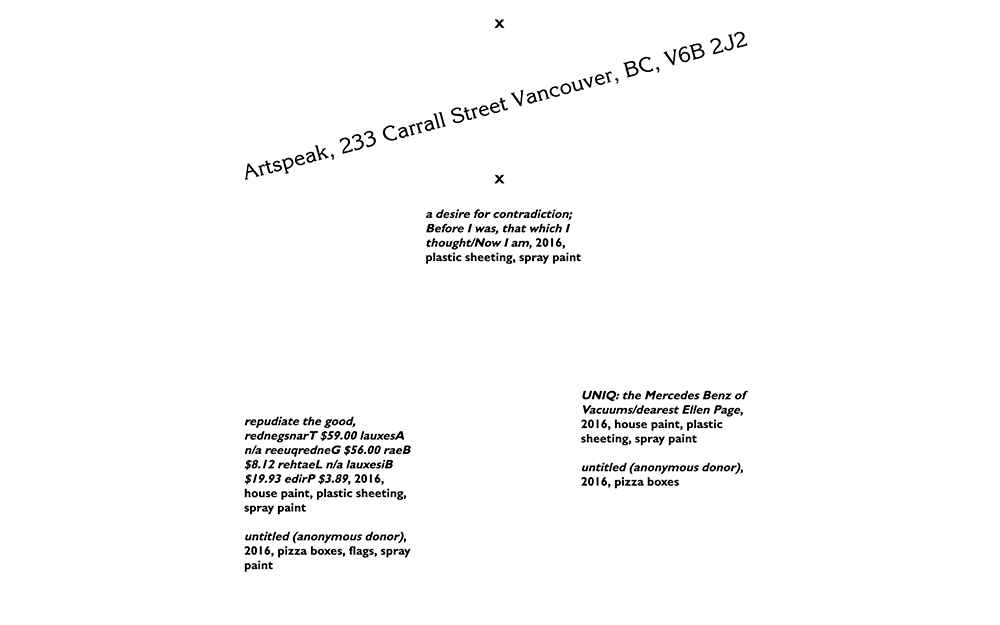 x
Artspeak, 233 Carrall Street Vancouver, BC, V6B 2J2
x
a desire for contradiction;
Before I was, that which I
thought/Now I am, 2016,
plastic sheeting, spray paint
repudiate the good,
rednegsnarT $59.00 lauxesA
n/a reeuqredneG $56.00 raeB
$8.12 rehtaeL n/a lauxesiB
$19.93 edirP $3.89, 2016,
house paint, plastic sheeting,
spray paint
untitled (anonymous donor),
2016, pizza boxes, flags, spray
paint
UNIQ: the Mercedes Benz of
Vacuums/dearest Ellen Page,
2016, house paint, plastic
sheeting, spray paint
untitled (anonymous donor),
2016, pizza boxes